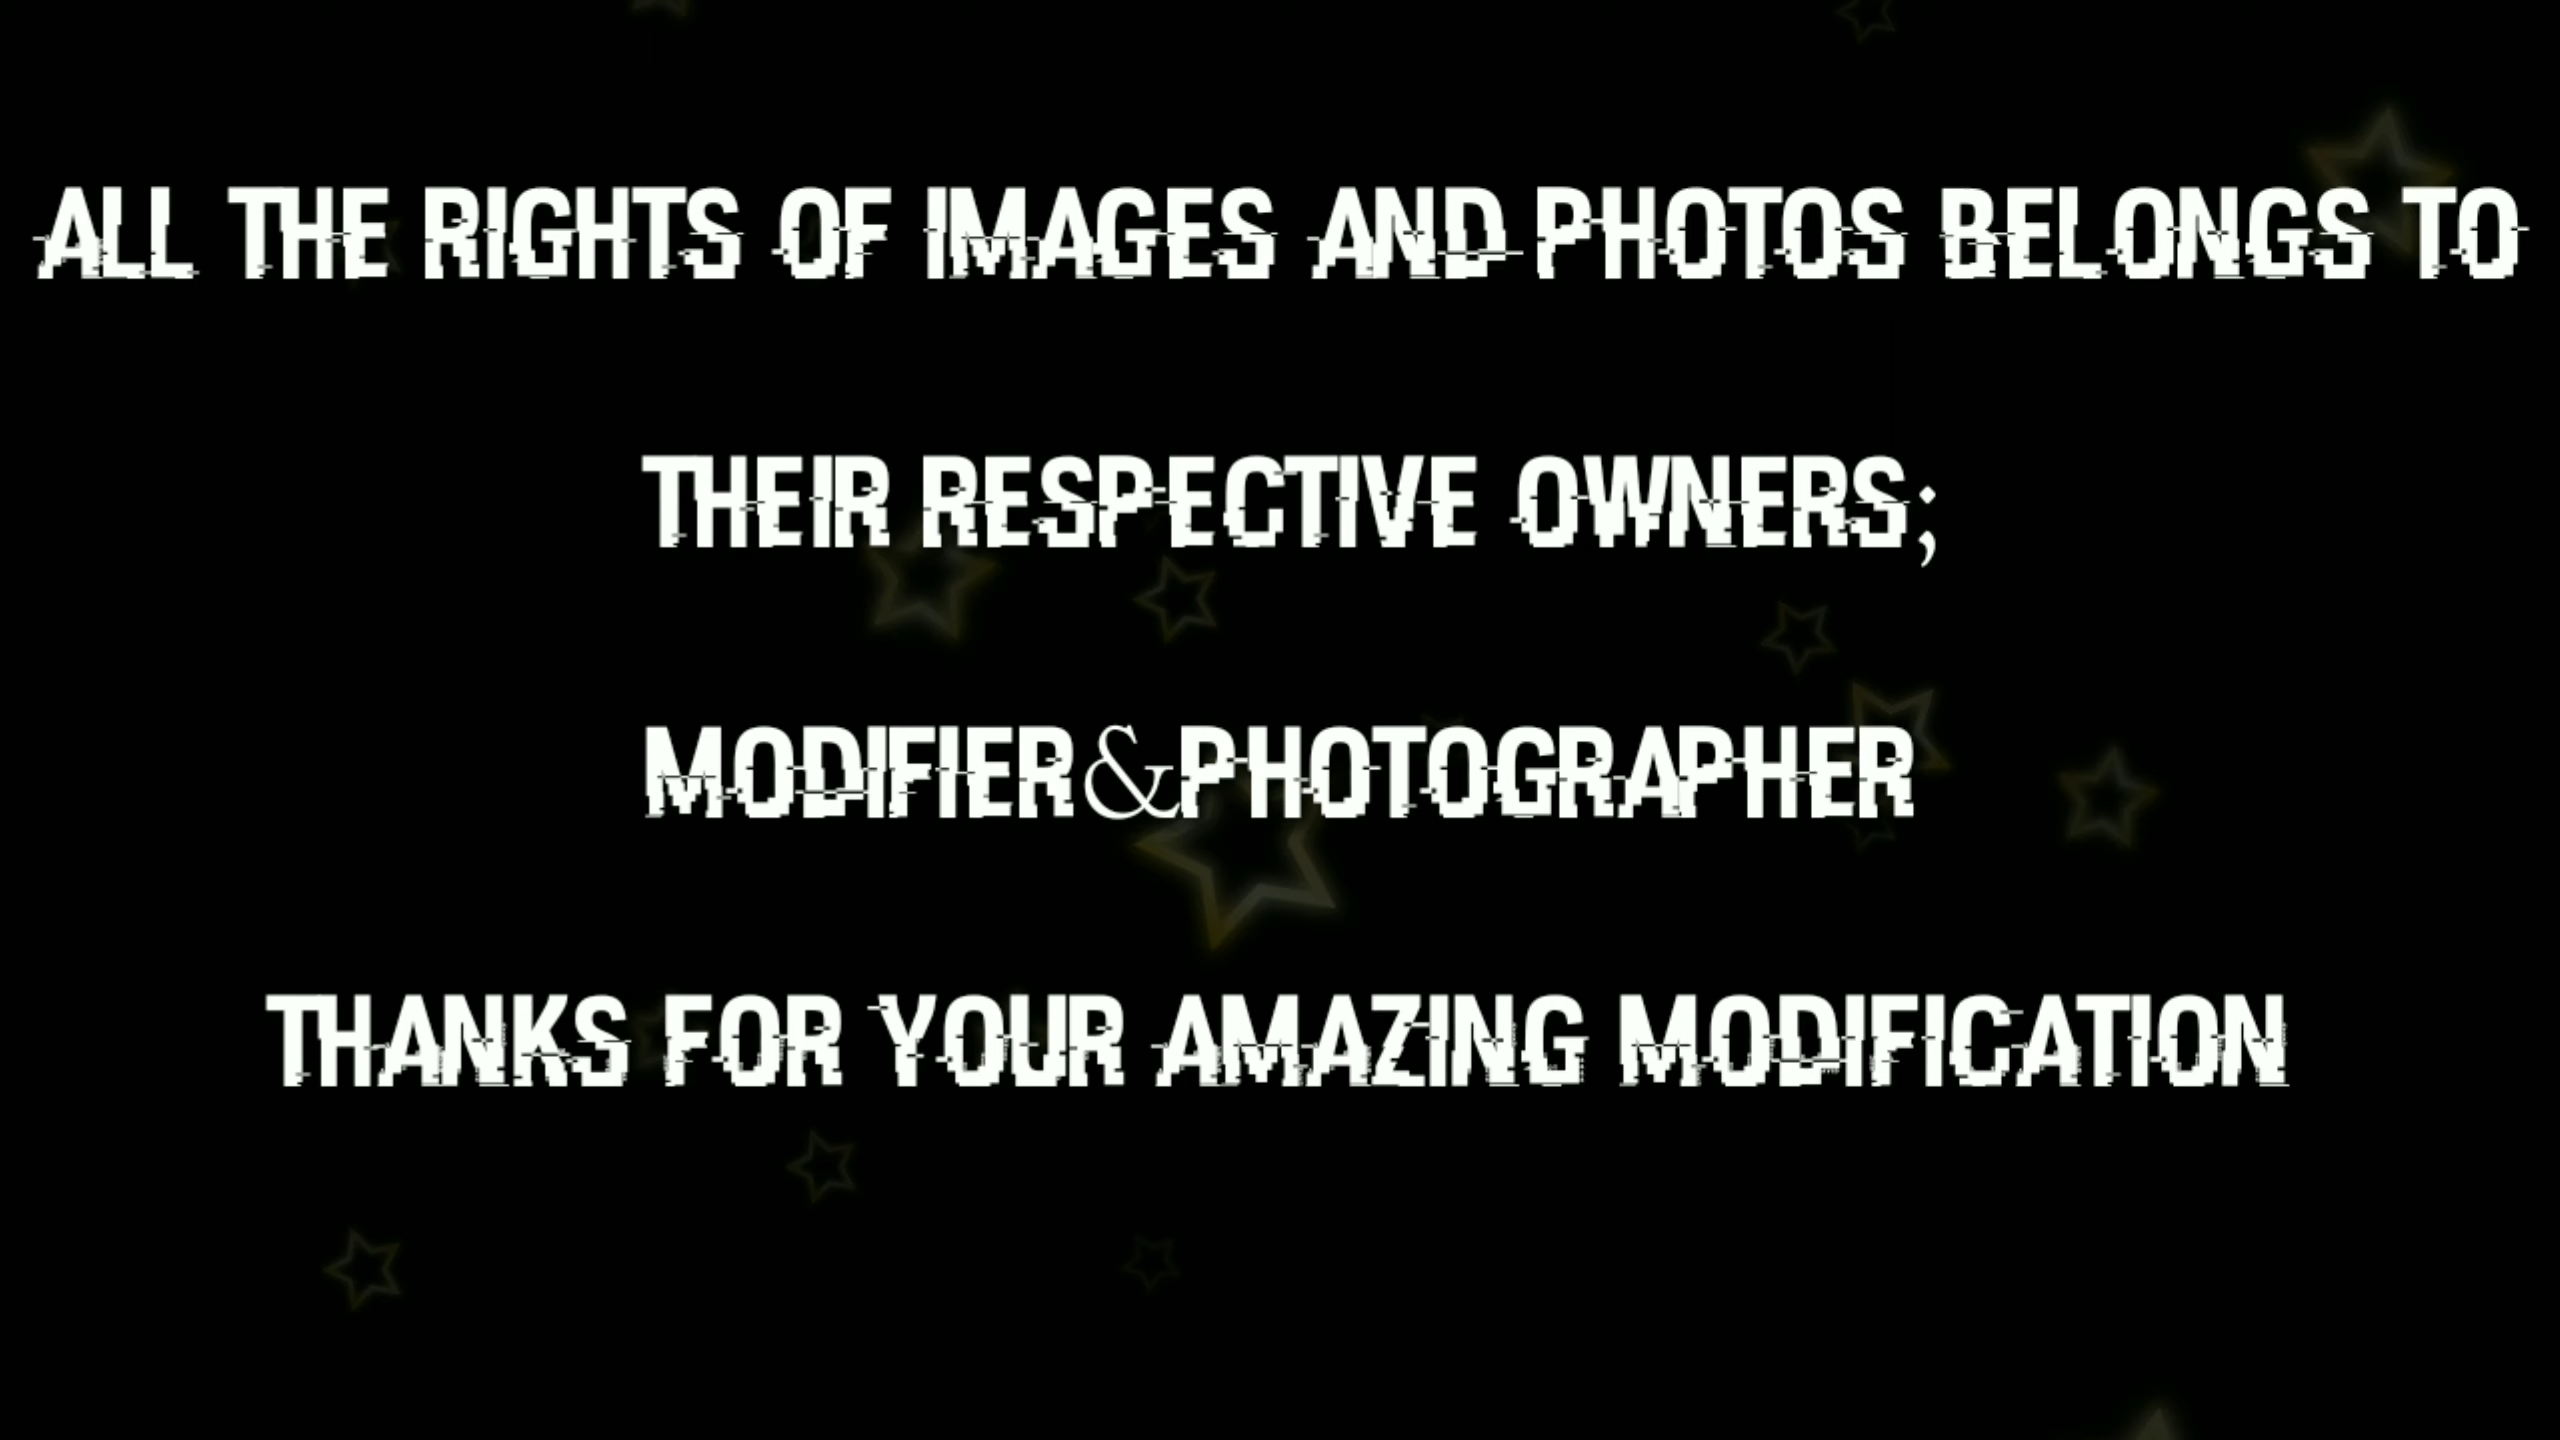 ALL THE RIGHTS OF IMAGES AND PHOTOS BELONGS TO
THEIR RESPECTIVE OWNERS;
MODIFIER&PHOTOGRAPHER
THANKS FOR YOUR AMAZING MODIFICATION